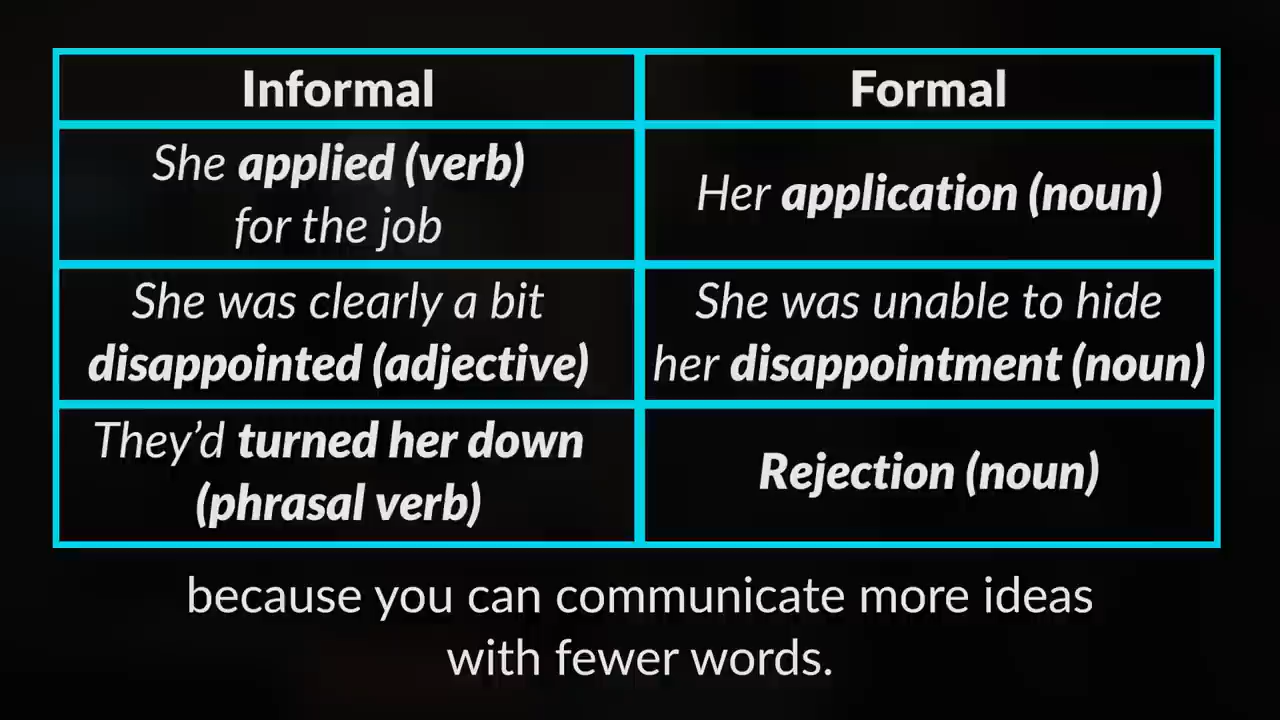 Informal
Formal
She applied (verb)
for the job
Her application (noun)
She was clearly a bit
disappointed (adjective)
She was unable to hide
her disappointment (noun)
They’d turned her down
(phrasal verb)
Rejection (noun)
because you can communicate more ideas
with fewer words.